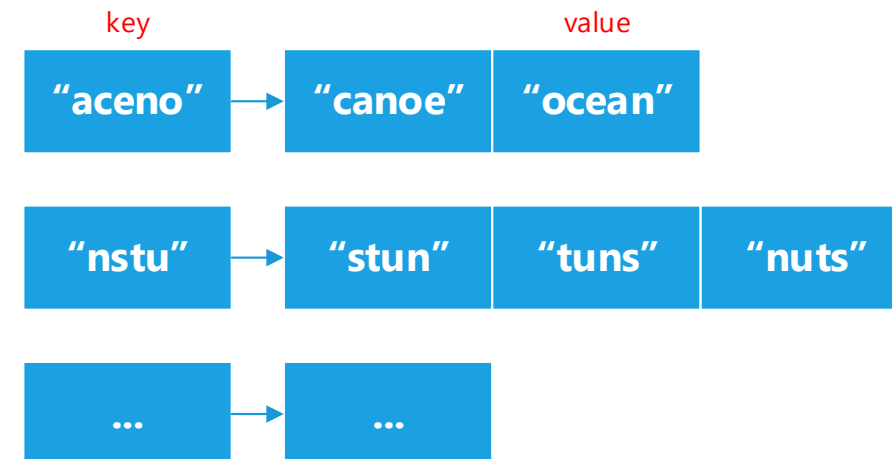 key value
“aceno” “canoe” “ocean”
“nstu” “stun” “tuns” “nuts”
... ...